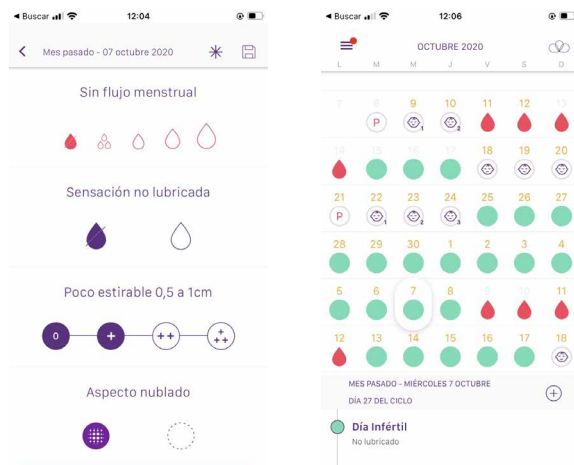 ◄ Buscar 12:04
Mes pasado - 07 octubre 2020
Sin flujo menstrual
Sensación no lubricada
Poco estirable 0,5 a 1cm
0 + ++ +++
Aspecto nublado
◄ Buscar 12:06
OCTUBRE 2020
L M M J V S D
7 8 9 10 11 12 13
P 1 2
14 15 16 17 18 19 20
21 22 23 24 25 26 27
P 1 2 3
28 29 30 1 2 3 4
5 6 7 8 9 10 11
12 13 14 15 16 17 18
MES PASADO - MIÉRCOLES 7 OCTUBRE
DÍA 27 DEL CICLO
Día Infértil
No lubricado